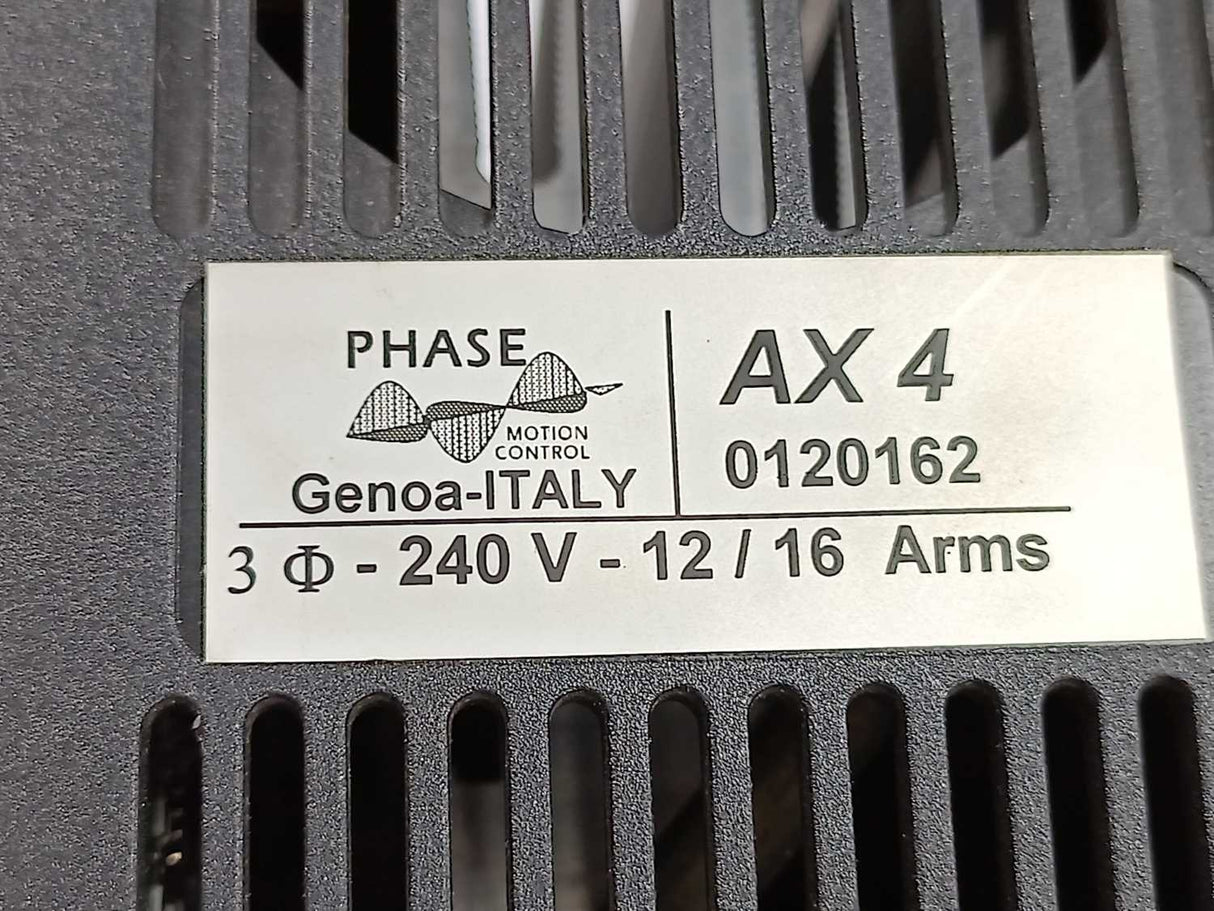 PHASE
MOTION
CONTROL
Genoa-ITALY
AX 4
0120162
3 Φ - 240 V - 12 / 16 Arms